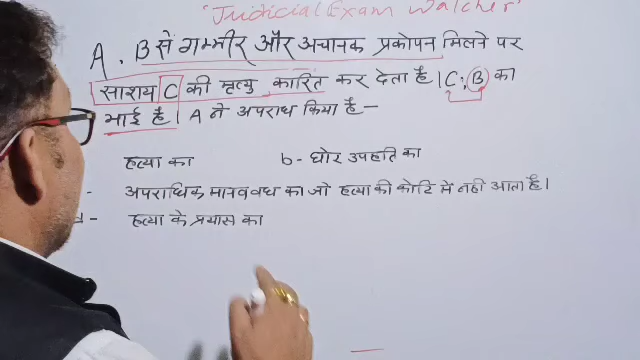 "Judicial Exam Watcher"
A, B से गम्भीर और अचानक प्रकोपन मिलने पर
साशय C की मृत्यु कारित कर देता है। C, B का
भाई है। A ने अपराध किया है-
हत्या का b- घोर उपहति का
- अपराधिक मानववध का जो हत्या की कोटि में नही आता है।
d- हत्या के प्रयास का